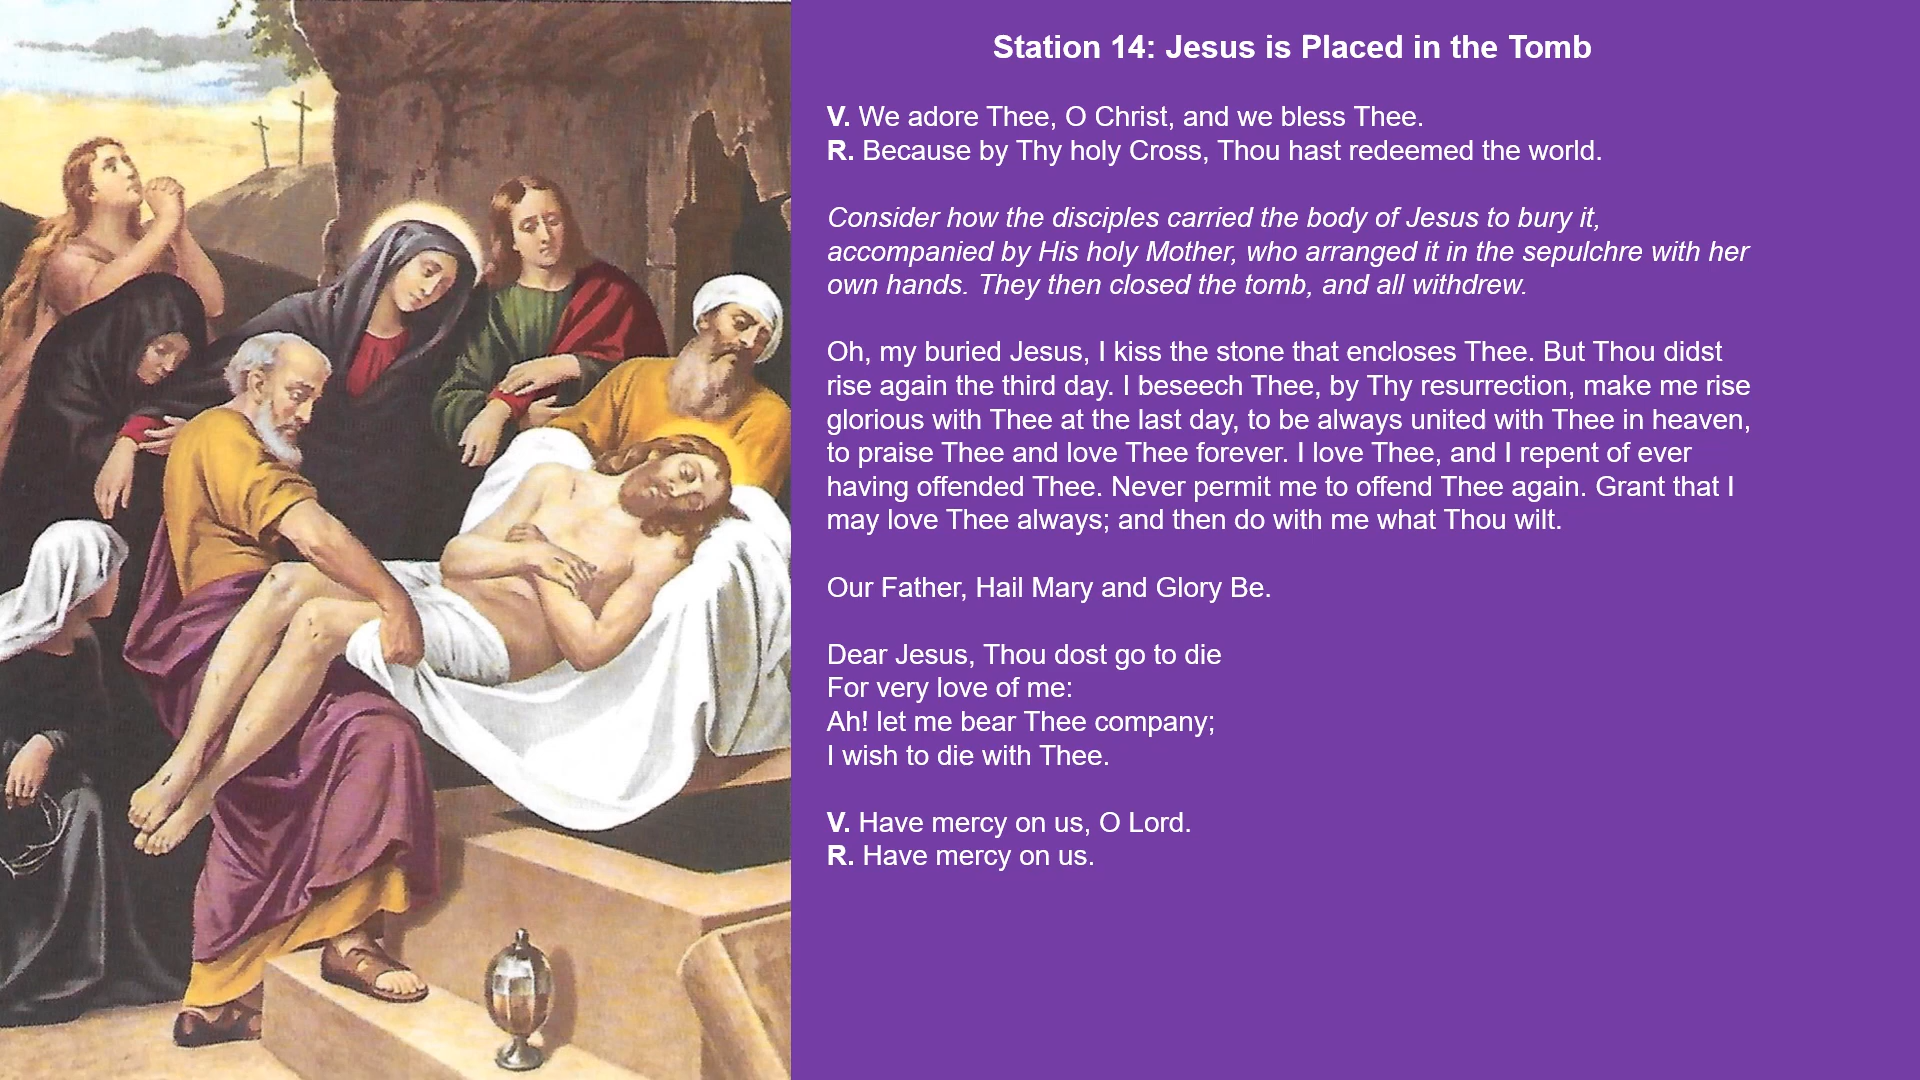 Station 14: Jesus is Placed in the Tomb
V. We adore Thee, O Christ, and we bless Thee.
R. Because by Thy holy Cross, Thou hast redeemed the world.
Consider how the disciples carried the body of Jesus to bury it,
accompanied by His holy Mother, who arranged it in the sepulchre with her
own hands. They then closed the tomb, and all withdrew.
Oh, my buried Jesus, I kiss the stone that encloses Thee. But Thou didst
rise again the third day. I beseech Thee, by Thy resurrection, make me rise
glorious with Thee at the last day, to be always united with Thee in heaven,
to praise Thee and love Thee forever. I love Thee, and I repent of ever
having offended Thee. Never permit me to offend Thee again. Grant that I
may love Thee always; and then do with me what Thou wilt.
Our Father, Hail Mary and Glory Be.
Dear Jesus, Thou dost go to die
For very love of me:
Ah! let me bear Thee company;
I wish to die with Thee.
V. Have mercy on us, O Lord.
R. Have mercy on us.